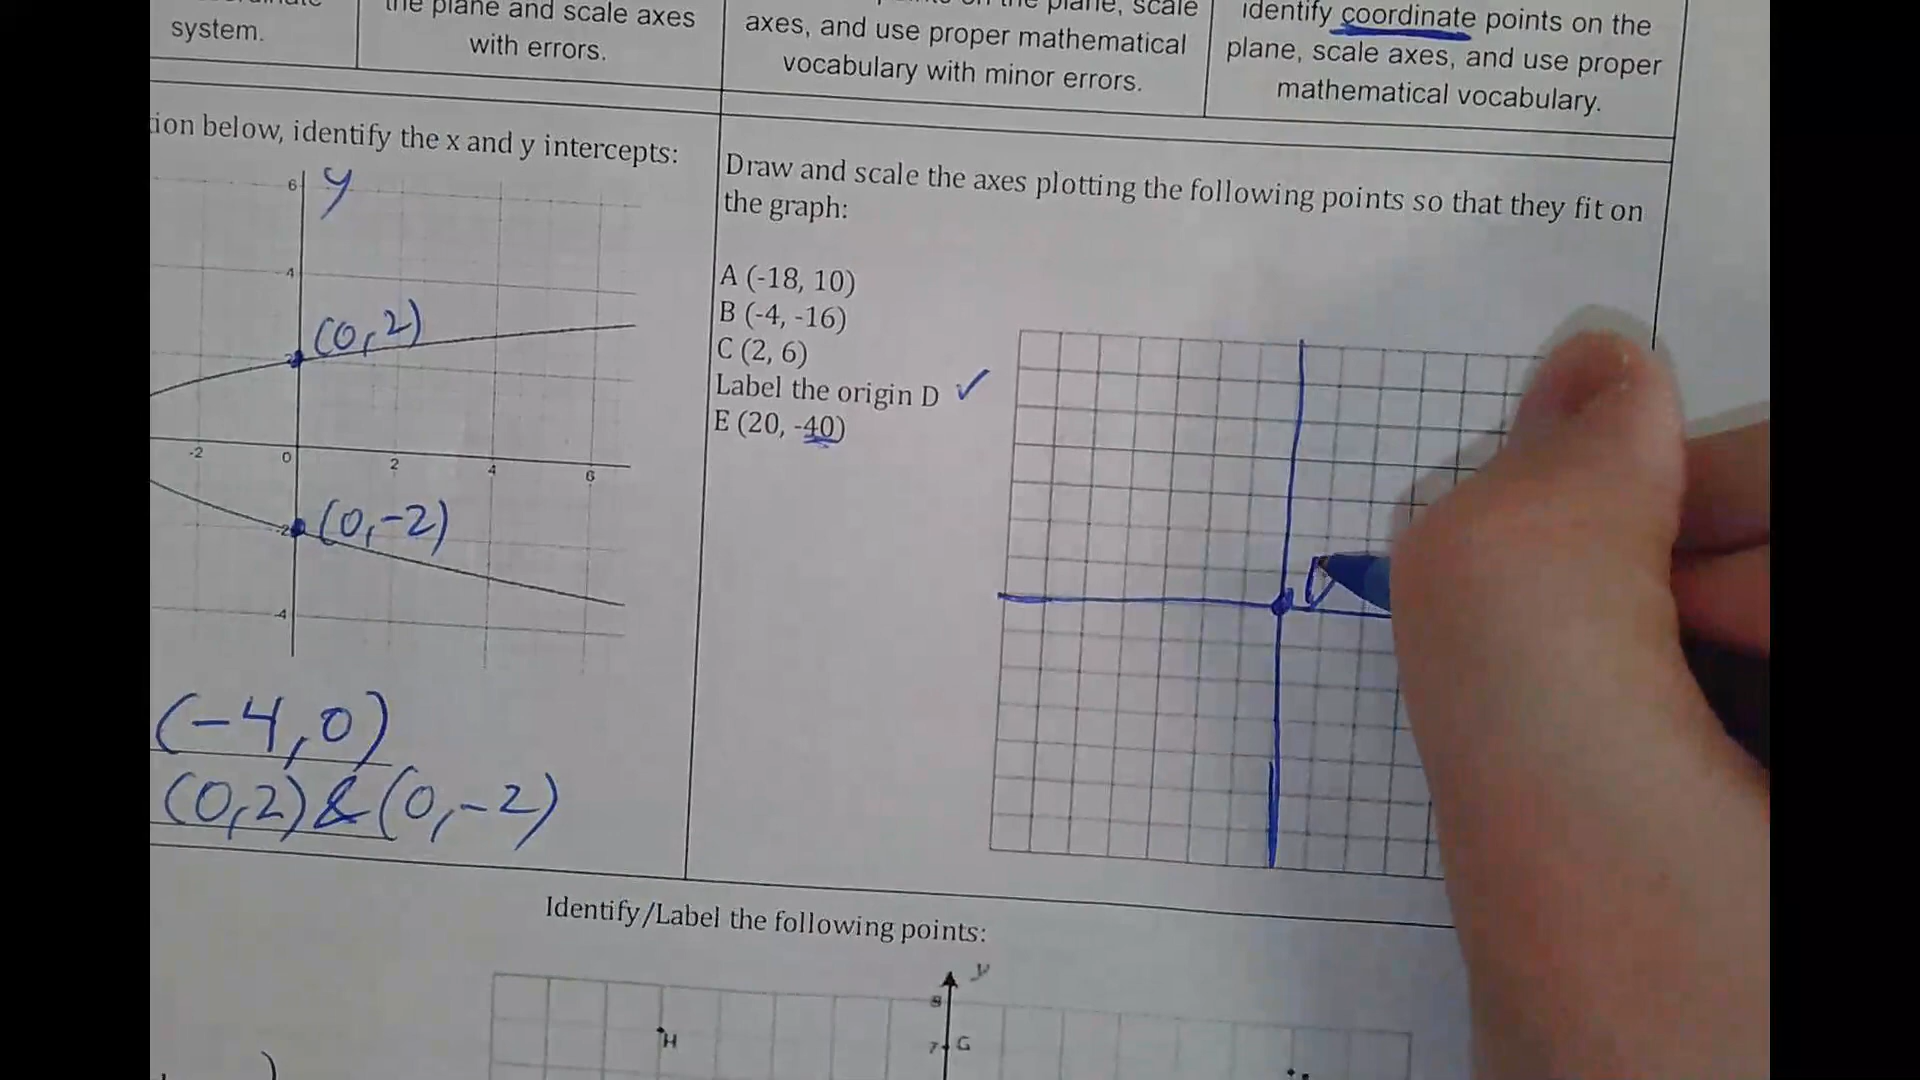 system.
the plane and scale axes
with errors.
the plane, scale
axes, and use proper mathematical
vocabulary with minor errors.
identify coordinate points on the
plane, scale axes, and use proper
mathematical vocabulary.
below, identify the x and y intercepts:
y
6
4
(0,2)
-2
0
2
4
6
-2
(0,-2)
-4
(-4,0)
(0,2) & (0,-2)
Draw and scale the axes plotting the following points so that they fit on
the graph:
A (-18, 10)
B (-4, -16)
C (2, 6)
Label the origin D ✓
E (20, -40)
Identify/Label the following points:
y
8
H
7
G